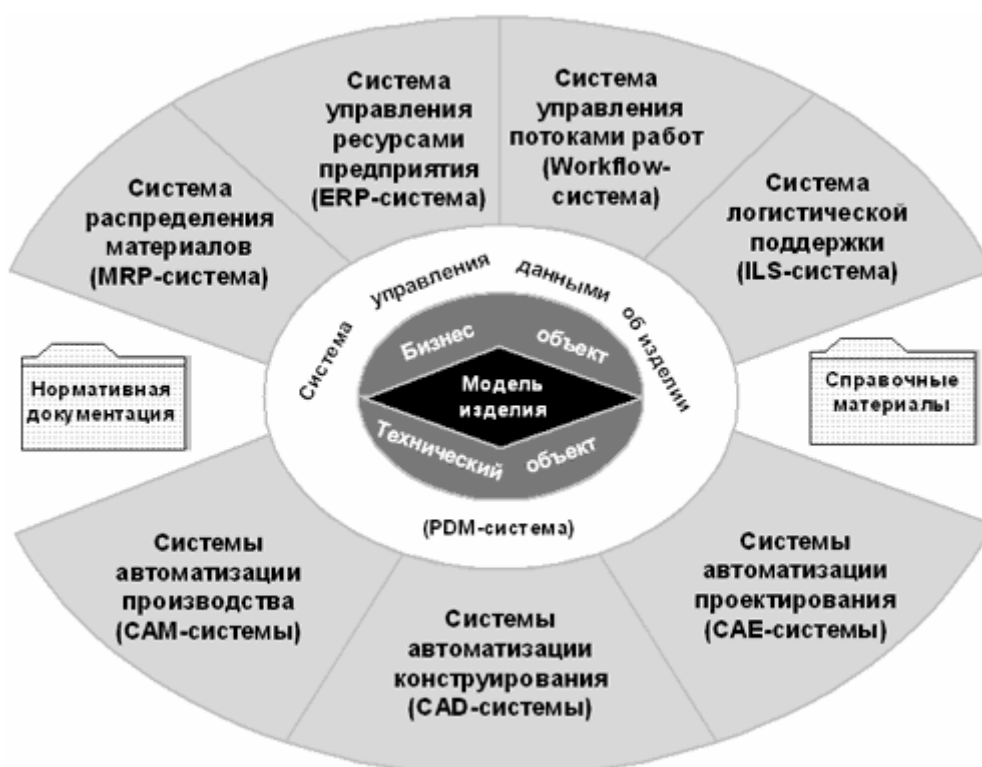 Система
управления
ресурсами
предприятия
(ERP-система)
Система
управления
потоками работ
(Workflow-
система)
Система
распределения
материалов
(MRP-система)
Система
логистической
поддержки
(ILS-система)
Система управления данными об изделии
Бизнес объект
Модель
изделия
Технический объект
(PDM-система)
Нормативная
документация
Справочные
материалы
Системы
автоматизации
производства
(CAM-системы)
Системы
автоматизации
конструирования
(CAD-системы)
Системы
автоматизации
проектирования
(CAE-системы)